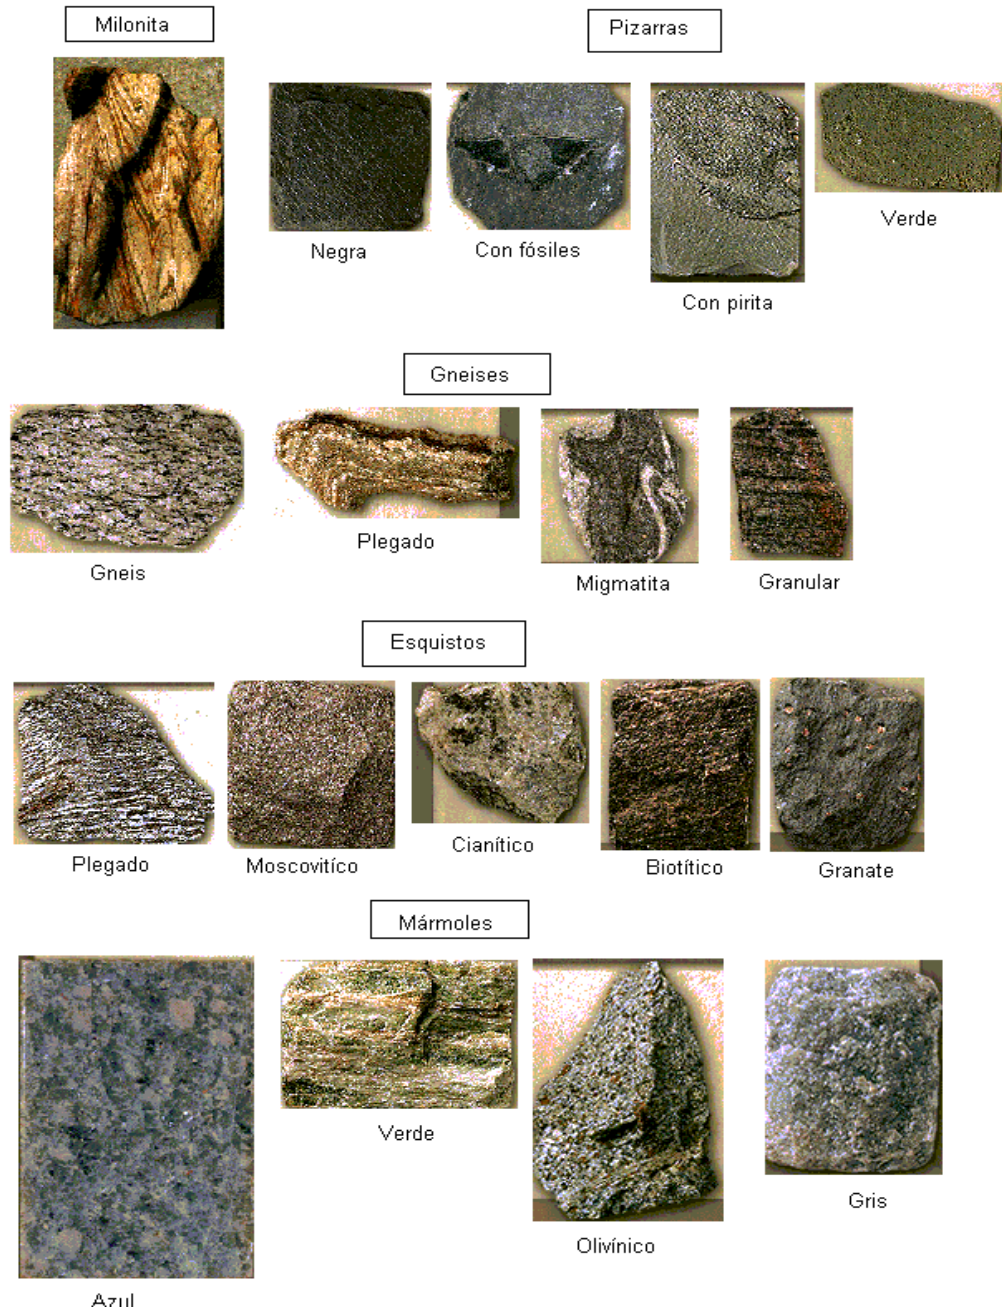 Milonita
Pizarras
Negra
Con fósiles
Con pirita
Verde
Gneises
Gneis
Plegado
Migmatita
Granular
Esquistos
Plegado
Moscovitíco
Cianítico
Biotítico
Granate
Mármoles
Azul
Verde
Olivínico
Gris